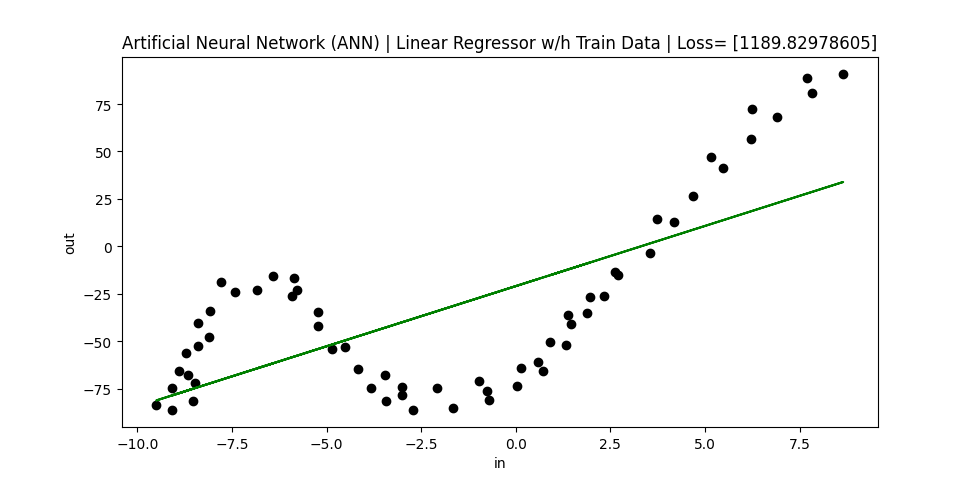 Artificial Neural Network (ANN) | Linear Regressor w/h Train Data | Loss= [1189.82978605]
75
50
25
0
−25
−50
−75
out
−10.0 −7.5 −5.0 −2.5 0.0 2.5 5.0 7.5
in